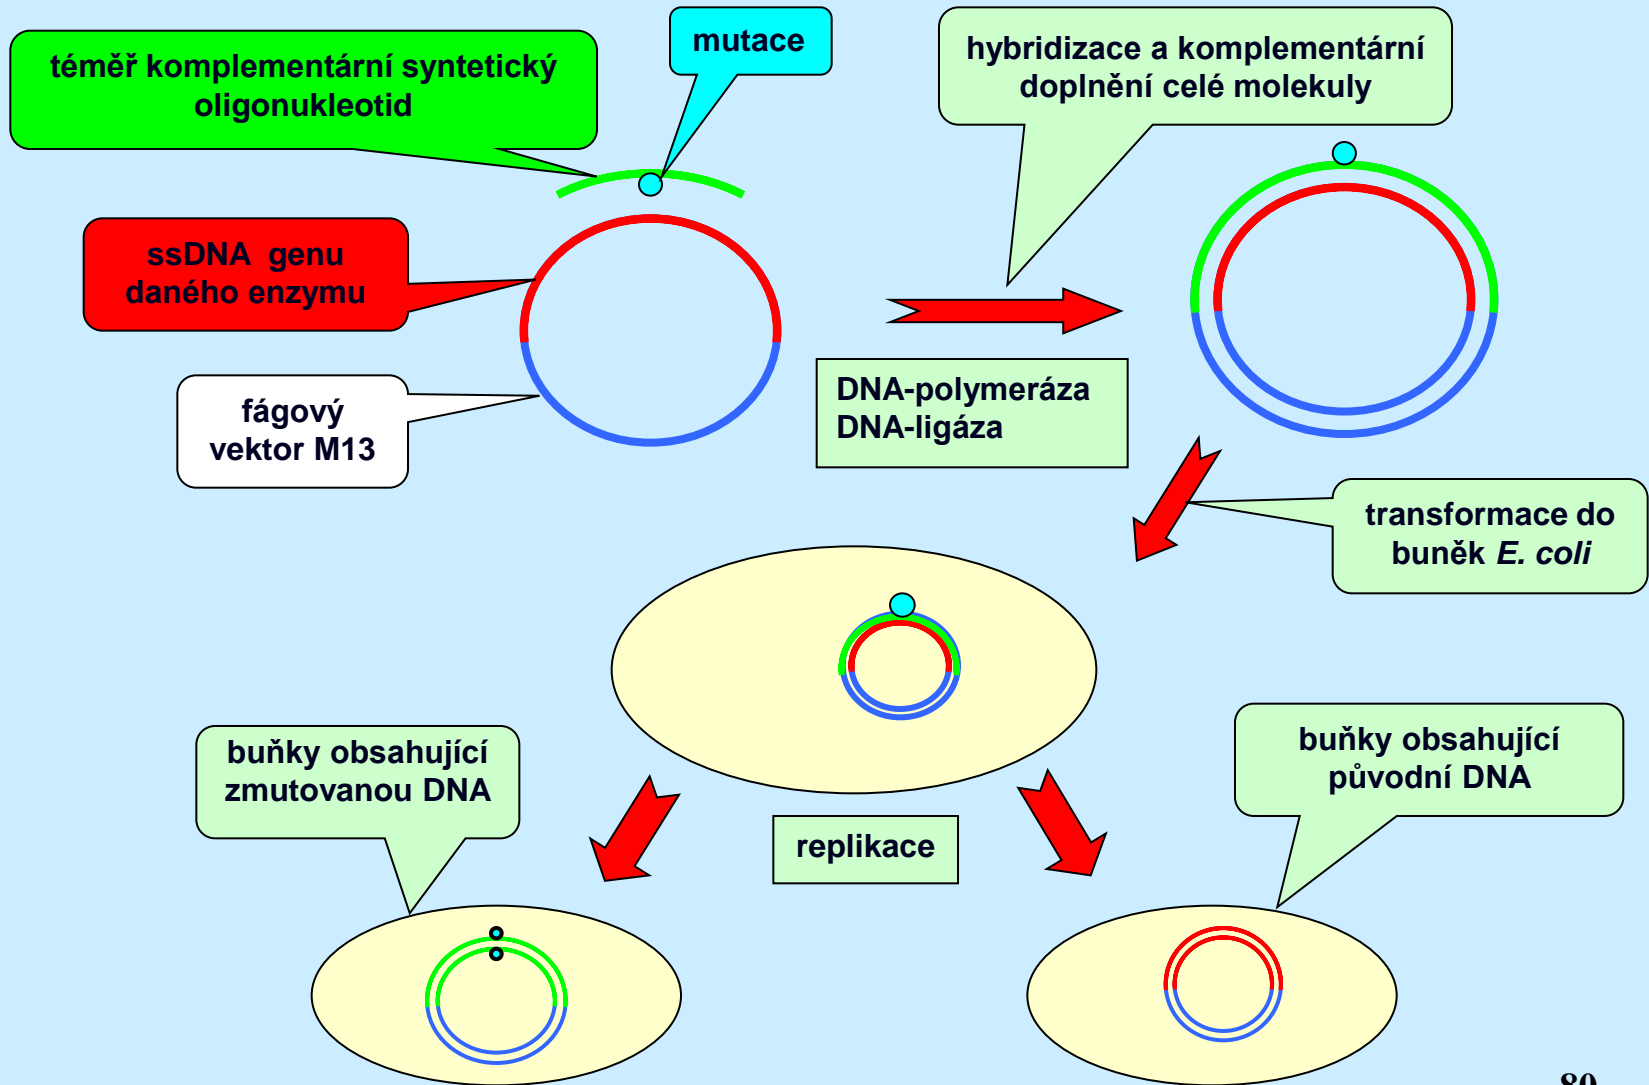 téměř komplementární syntetický
oligonukleotid
mutace
hybridizace a komplementární
doplnění celé molekuly
ssDNA genu
daného enzymu
fágový
vektor M13
DNA-polymeráza
DNA-ligáza
transformace do
buněk E. coli
buňky obsahující
zmutovanou DNA
replikace
buňky obsahující
původní DNA
80